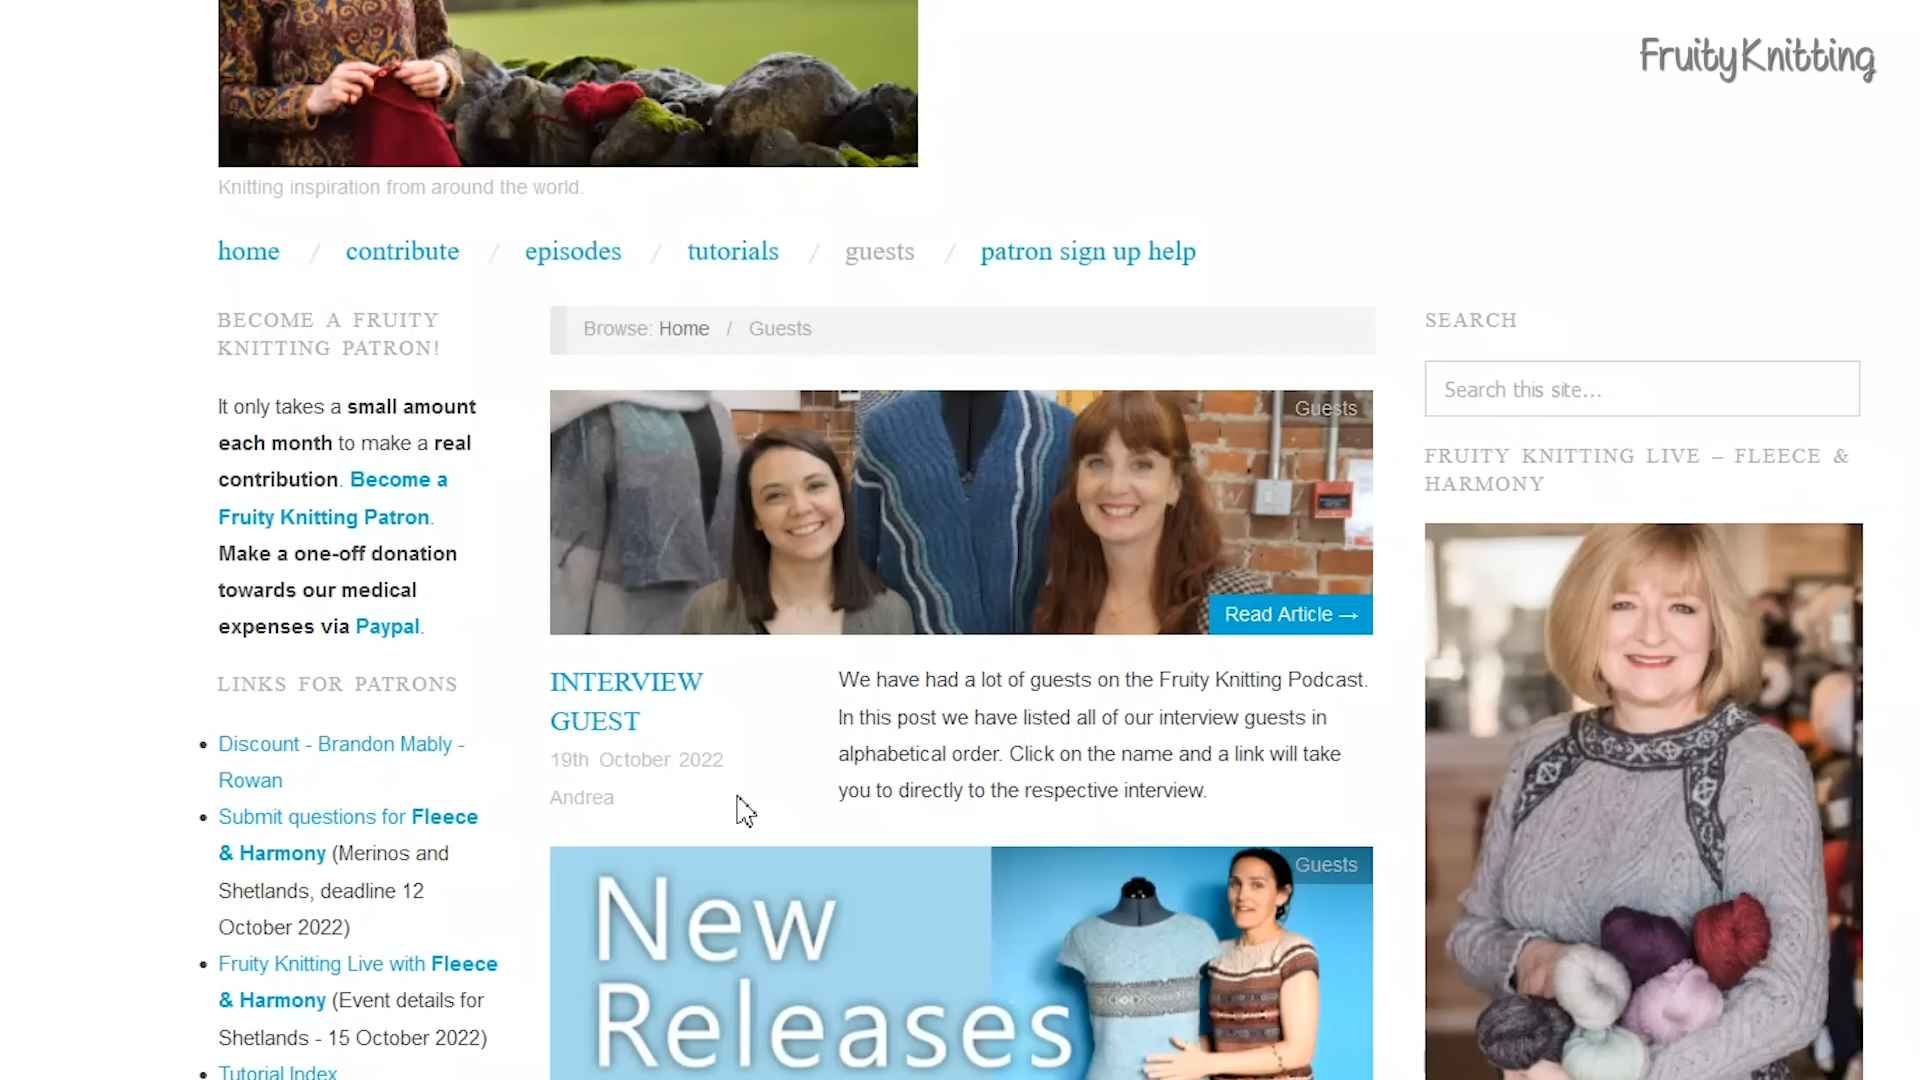 FruityKnitting
Knitting inspiration from around the world.
home / contribute / episodes / tutorials / guests / patron sign up help
BECOME A FRUITY
KNITTING PATRON!
It only takes a small amount
each month to make a real
contribution. Become a
Fruity Knitting Patron.
Make a one-off donation
towards our medical
expenses via Paypal.
LINKS FOR PATRONS
Discount - Brandon Mably -
Rowan
Submit questions for Fleece
& Harmony (Merinos and
Shetlands, deadline 12
October 2022)
Fruity Knitting Live with Fleece
& Harmony (Event details for
Shetlands - 15 October 2022)
Tutorial Index
Browse: Home / Guests
Guests
Read Article →
INTERVIEW
GUEST
19th October 2022
Andrea
We have had a lot of guests on the Fruity Knitting Podcast.
In this post we have listed all of our interview guests in
alphabetical order. Click on the name and a link will take
you to directly to the respective interview.
Guests
New
Releases
SEARCH
Search this site...
FRUITY KNITTING LIVE – FLEECE &
HARMONY